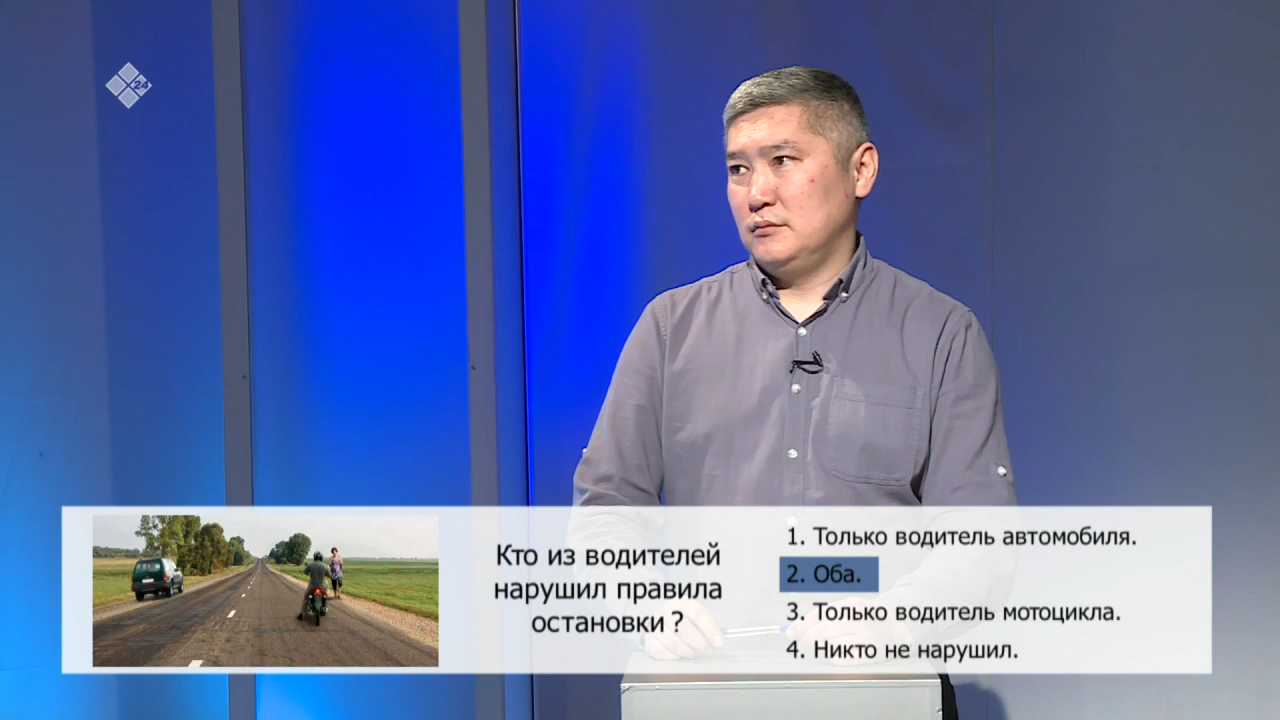 24
Кто из водителей
нарушил правила
остановки ?
1. Только водитель автомобиля.
2. Оба.
3. Только водитель мотоцикла.
4. Никто не нарушил.